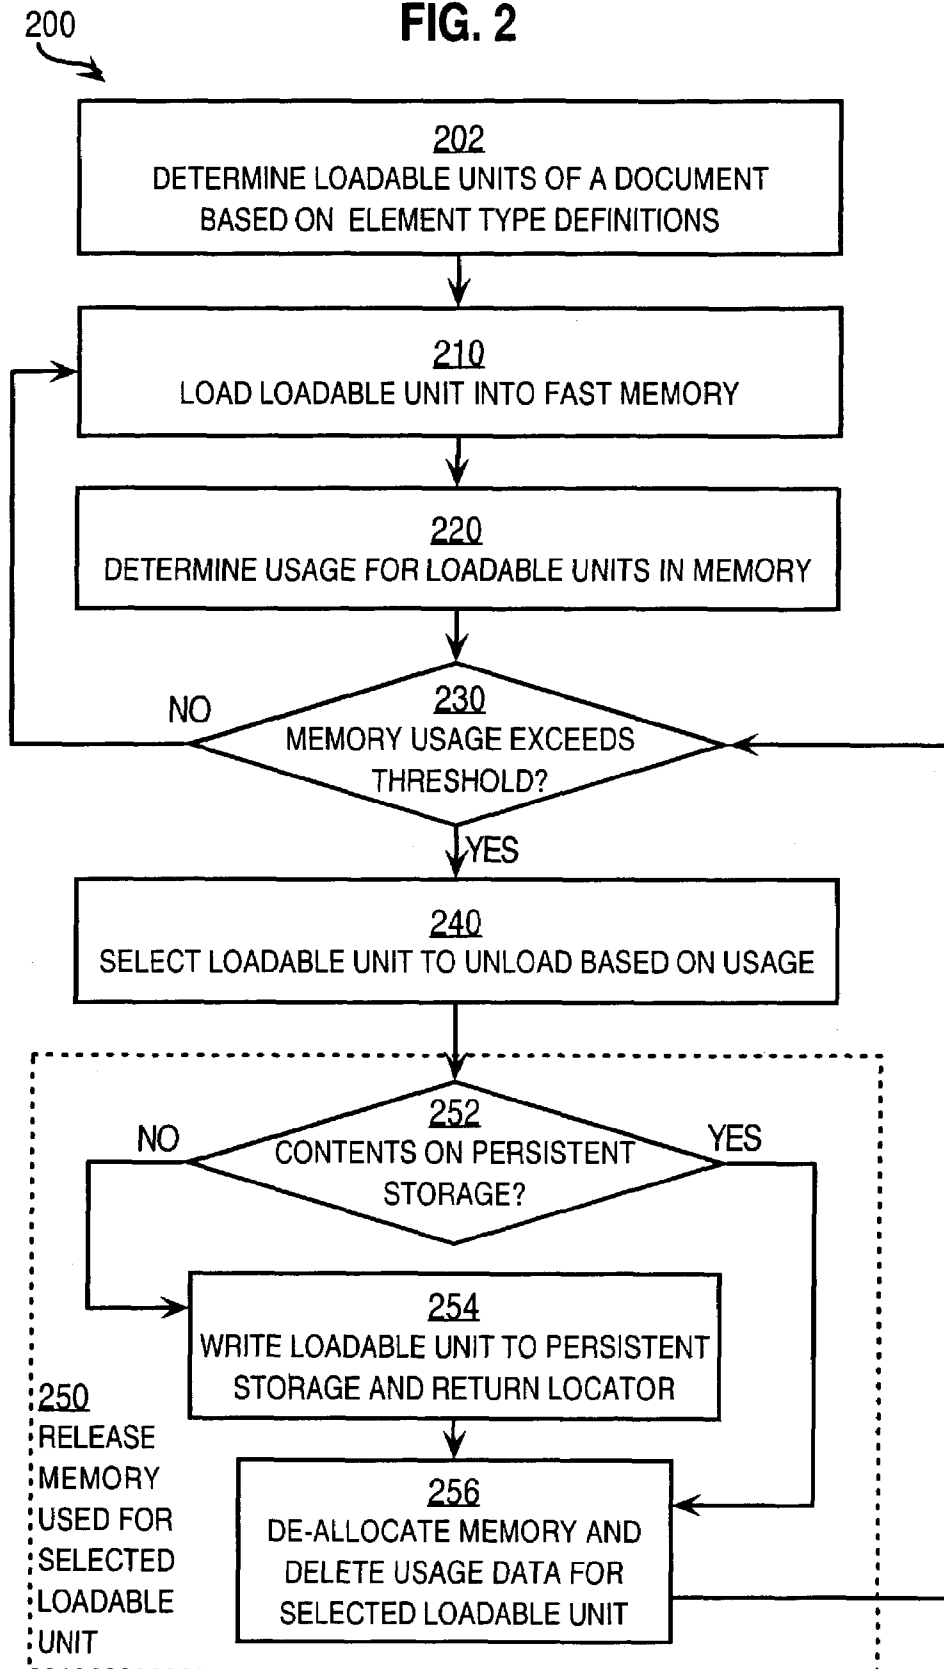 FIG. 2
200
202
DETERMINE LOADABLE UNITS OF A DOCUMENT
BASED ON ELEMENT TYPE DEFINITIONS
210
LOAD LOADABLE UNIT INTO FAST MEMORY
220
DETERMINE USAGE FOR LOADABLE UNITS IN MEMORY
230
MEMORY USAGE EXCEEDS
THRESHOLD?
NO
YES
240
SELECT LOADABLE UNIT TO UNLOAD BASED ON USAGE
252
CONTENTS ON PERSISTENT
STORAGE?
NO
YES
254
WRITE LOADABLE UNIT TO PERSISTENT
STORAGE AND RETURN LOCATOR
250
RELEASE
MEMORY
USED FOR
SELECTED
LOADABLE
UNIT
256
DE-ALLOCATE MEMORY AND
DELETE USAGE DATA FOR
SELECTED LOADABLE UNIT